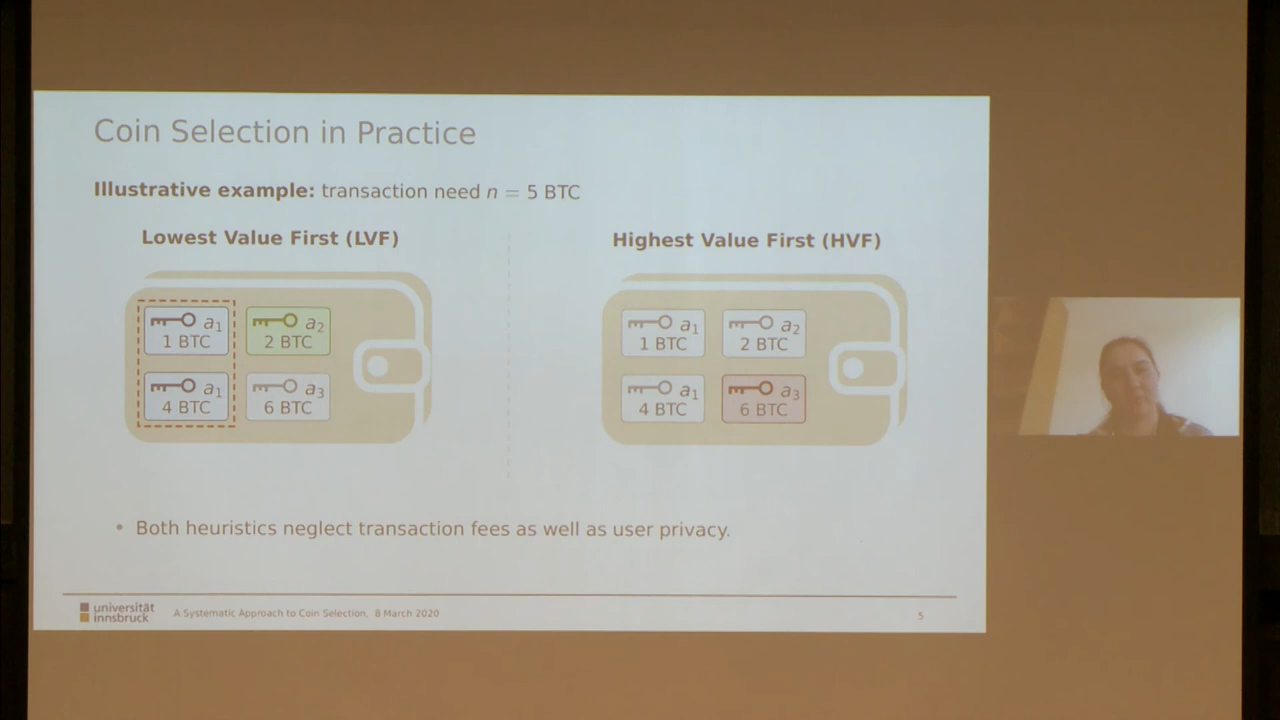 Coin Selection in Practice
Illustrative example: transaction need n = 5 BTC
Lowest Value First (LVF)
a₁
1 BTC
a₂
2 BTC
a₁
4 BTC
a₃
6 BTC
Highest Value First (HVF)
a₁
1 BTC
a₂
2 BTC
a₁
4 BTC
a₃
6 BTC
• Both heuristics neglect transaction fees as well as user privacy.
universität
innsbruck
A Systematic Approach to Coin Selection, 8 March 2020
5